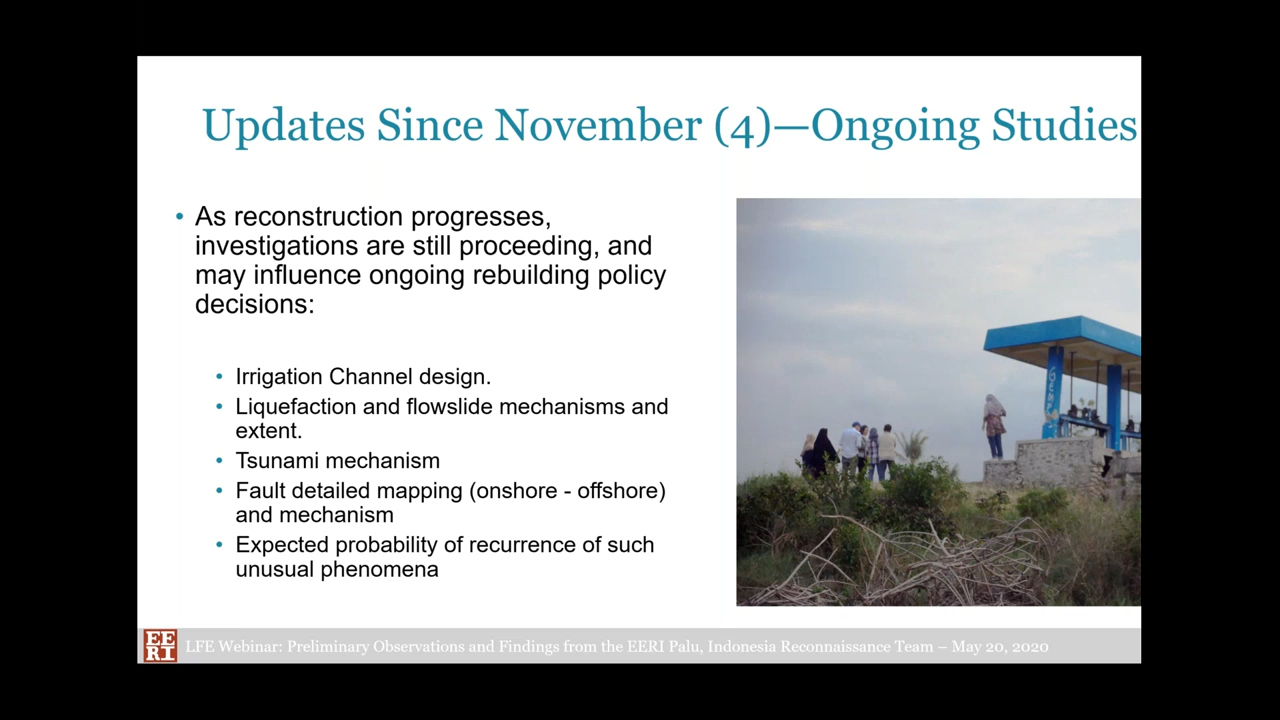 Updates Since November (4)—Ongoing Studies
• As reconstruction progresses,
investigations are still proceeding, and
may influence ongoing rebuilding policy
decisions:
• Irrigation Channel design.
• Liquefaction and flowslide mechanisms and
extent.
• Tsunami mechanism
• Fault detailed mapping (onshore - offshore)
and mechanism
• Expected probability of recurrence of such
unusual phenomena
EE
RI
LFE Webinar: Preliminary Observations and Findings from the EERI Palu, Indonesia Reconnaissance Team – May 20, 2020